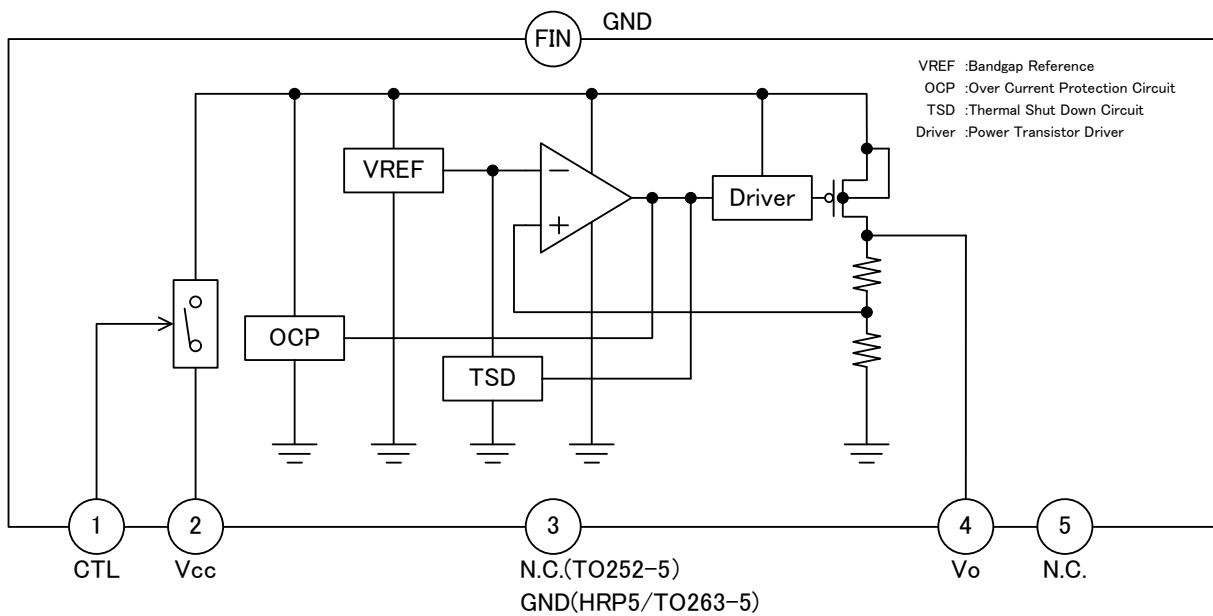 FIN
GND
VREF :Bandgap Reference
OCP :Over Current Protection Circuit
TSD :Thermal Shut Down Circuit
Driver :Power Transistor Driver
VREF
−
+
Driver
OCP
TSD
1
2
3
4
5
CTL
Vcc
N.C.(TO252-5)
GND(HRP5/TO263-5)
Vo
N.C.